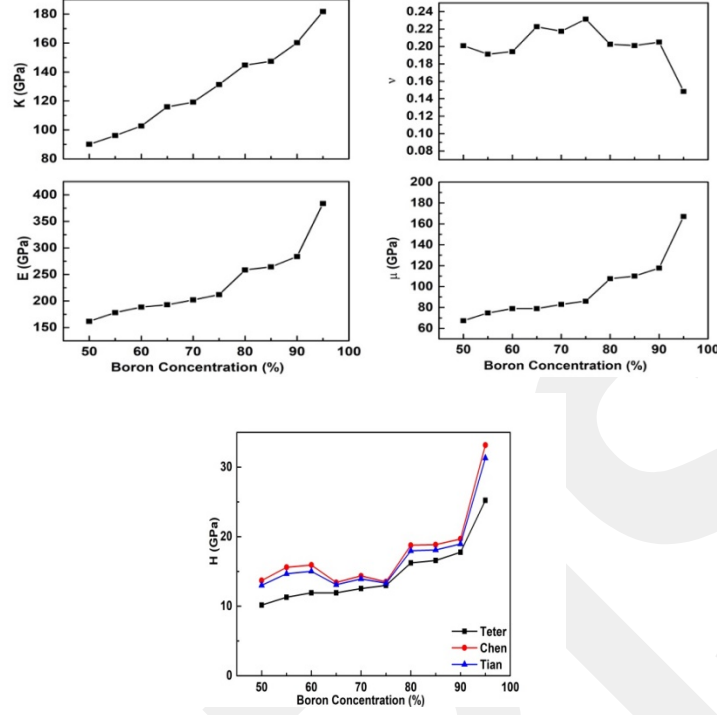 180
160
140
120
100
80
K (GPa)
0.24
0.22
0.20
0.18
0.16
0.14
0.12
0.10
0.08
ν
400
350
300
250
200
150
E (GPa)
50 60 70 80 90 100
Boron Concentration (%)
200
180
160
140
120
100
80
60
μ (GPa)
50 60 70 80 90 100
Boron Concentration (%)
30
20
10
0
H (GPa)
Teter
Chen
Tian
50 60 70 80 90 100
Boron Concentration (%)